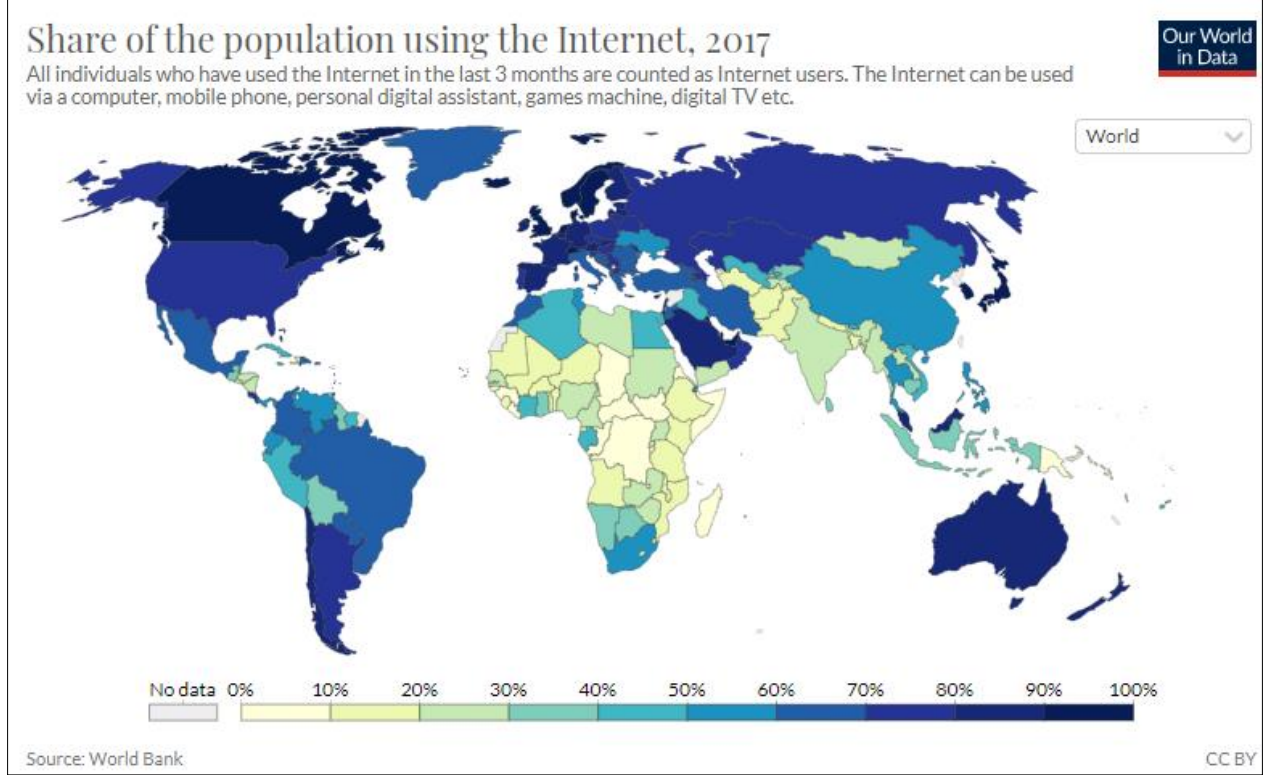 Share of the population using the Internet, 2017
All individuals who have used the Internet in the last 3 months are counted as Internet users. The Internet can be used
via a computer, mobile phone, personal digital assistant, games machine, digital TV etc.
Our World
in Data
World
No data 0% 10% 20% 30% 40% 50% 60% 70% 80% 90% 100%
Source: World Bank
CC BY